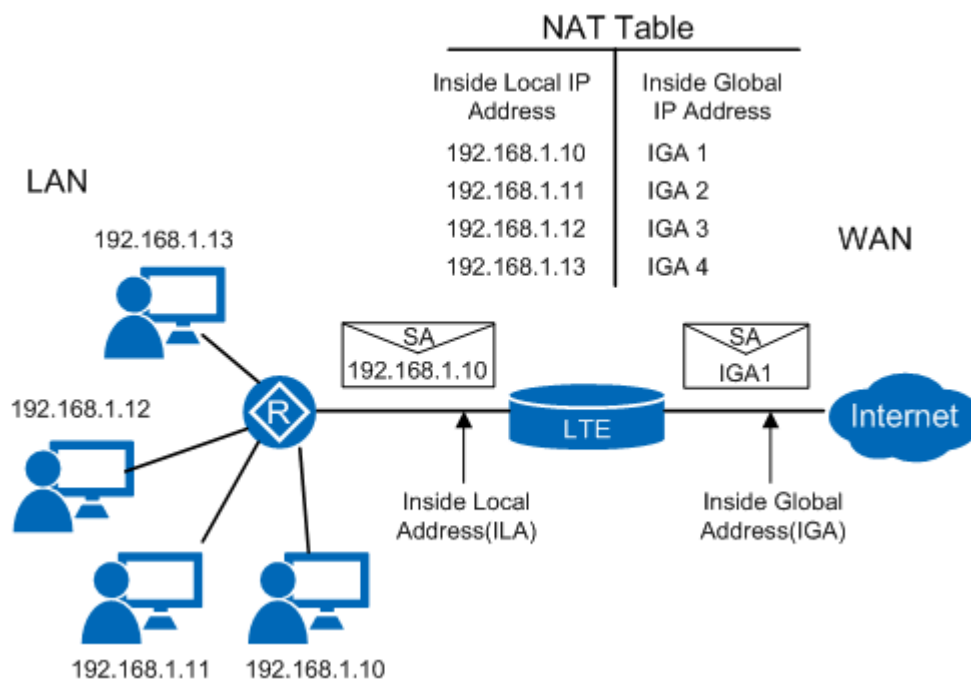 NAT Table
Inside Local IP Address
Inside Global IP Address
192.168.1.10 IGA 1
192.168.1.11 IGA 2
192.168.1.12 IGA 3
192.168.1.13 IGA 4
LAN
WAN
192.168.1.13
192.168.1.12
192.168.1.11
192.168.1.10
R
SA
192.168.1.10
LTE
SA
IGA1
Internet
Inside Local
Address(ILA)
Inside Global
Address(IGA)